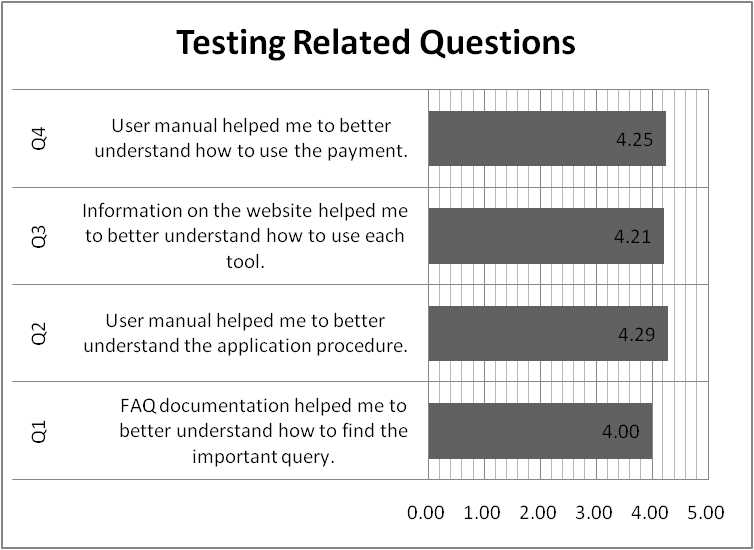 Testing Related Questions
Q4
User manual helped me to better
understand how to use the payment.
4.25
Q3
Information on the website helped me
to better understand how to use each
tool.
4.21
Q2
User manual helped me to better
understand the application procedure.
4.29
Q1
FAQ documentation helped me to
better understand how to find the
important query.
4.00
0.00 1.00 2.00 3.00 4.00 5.00